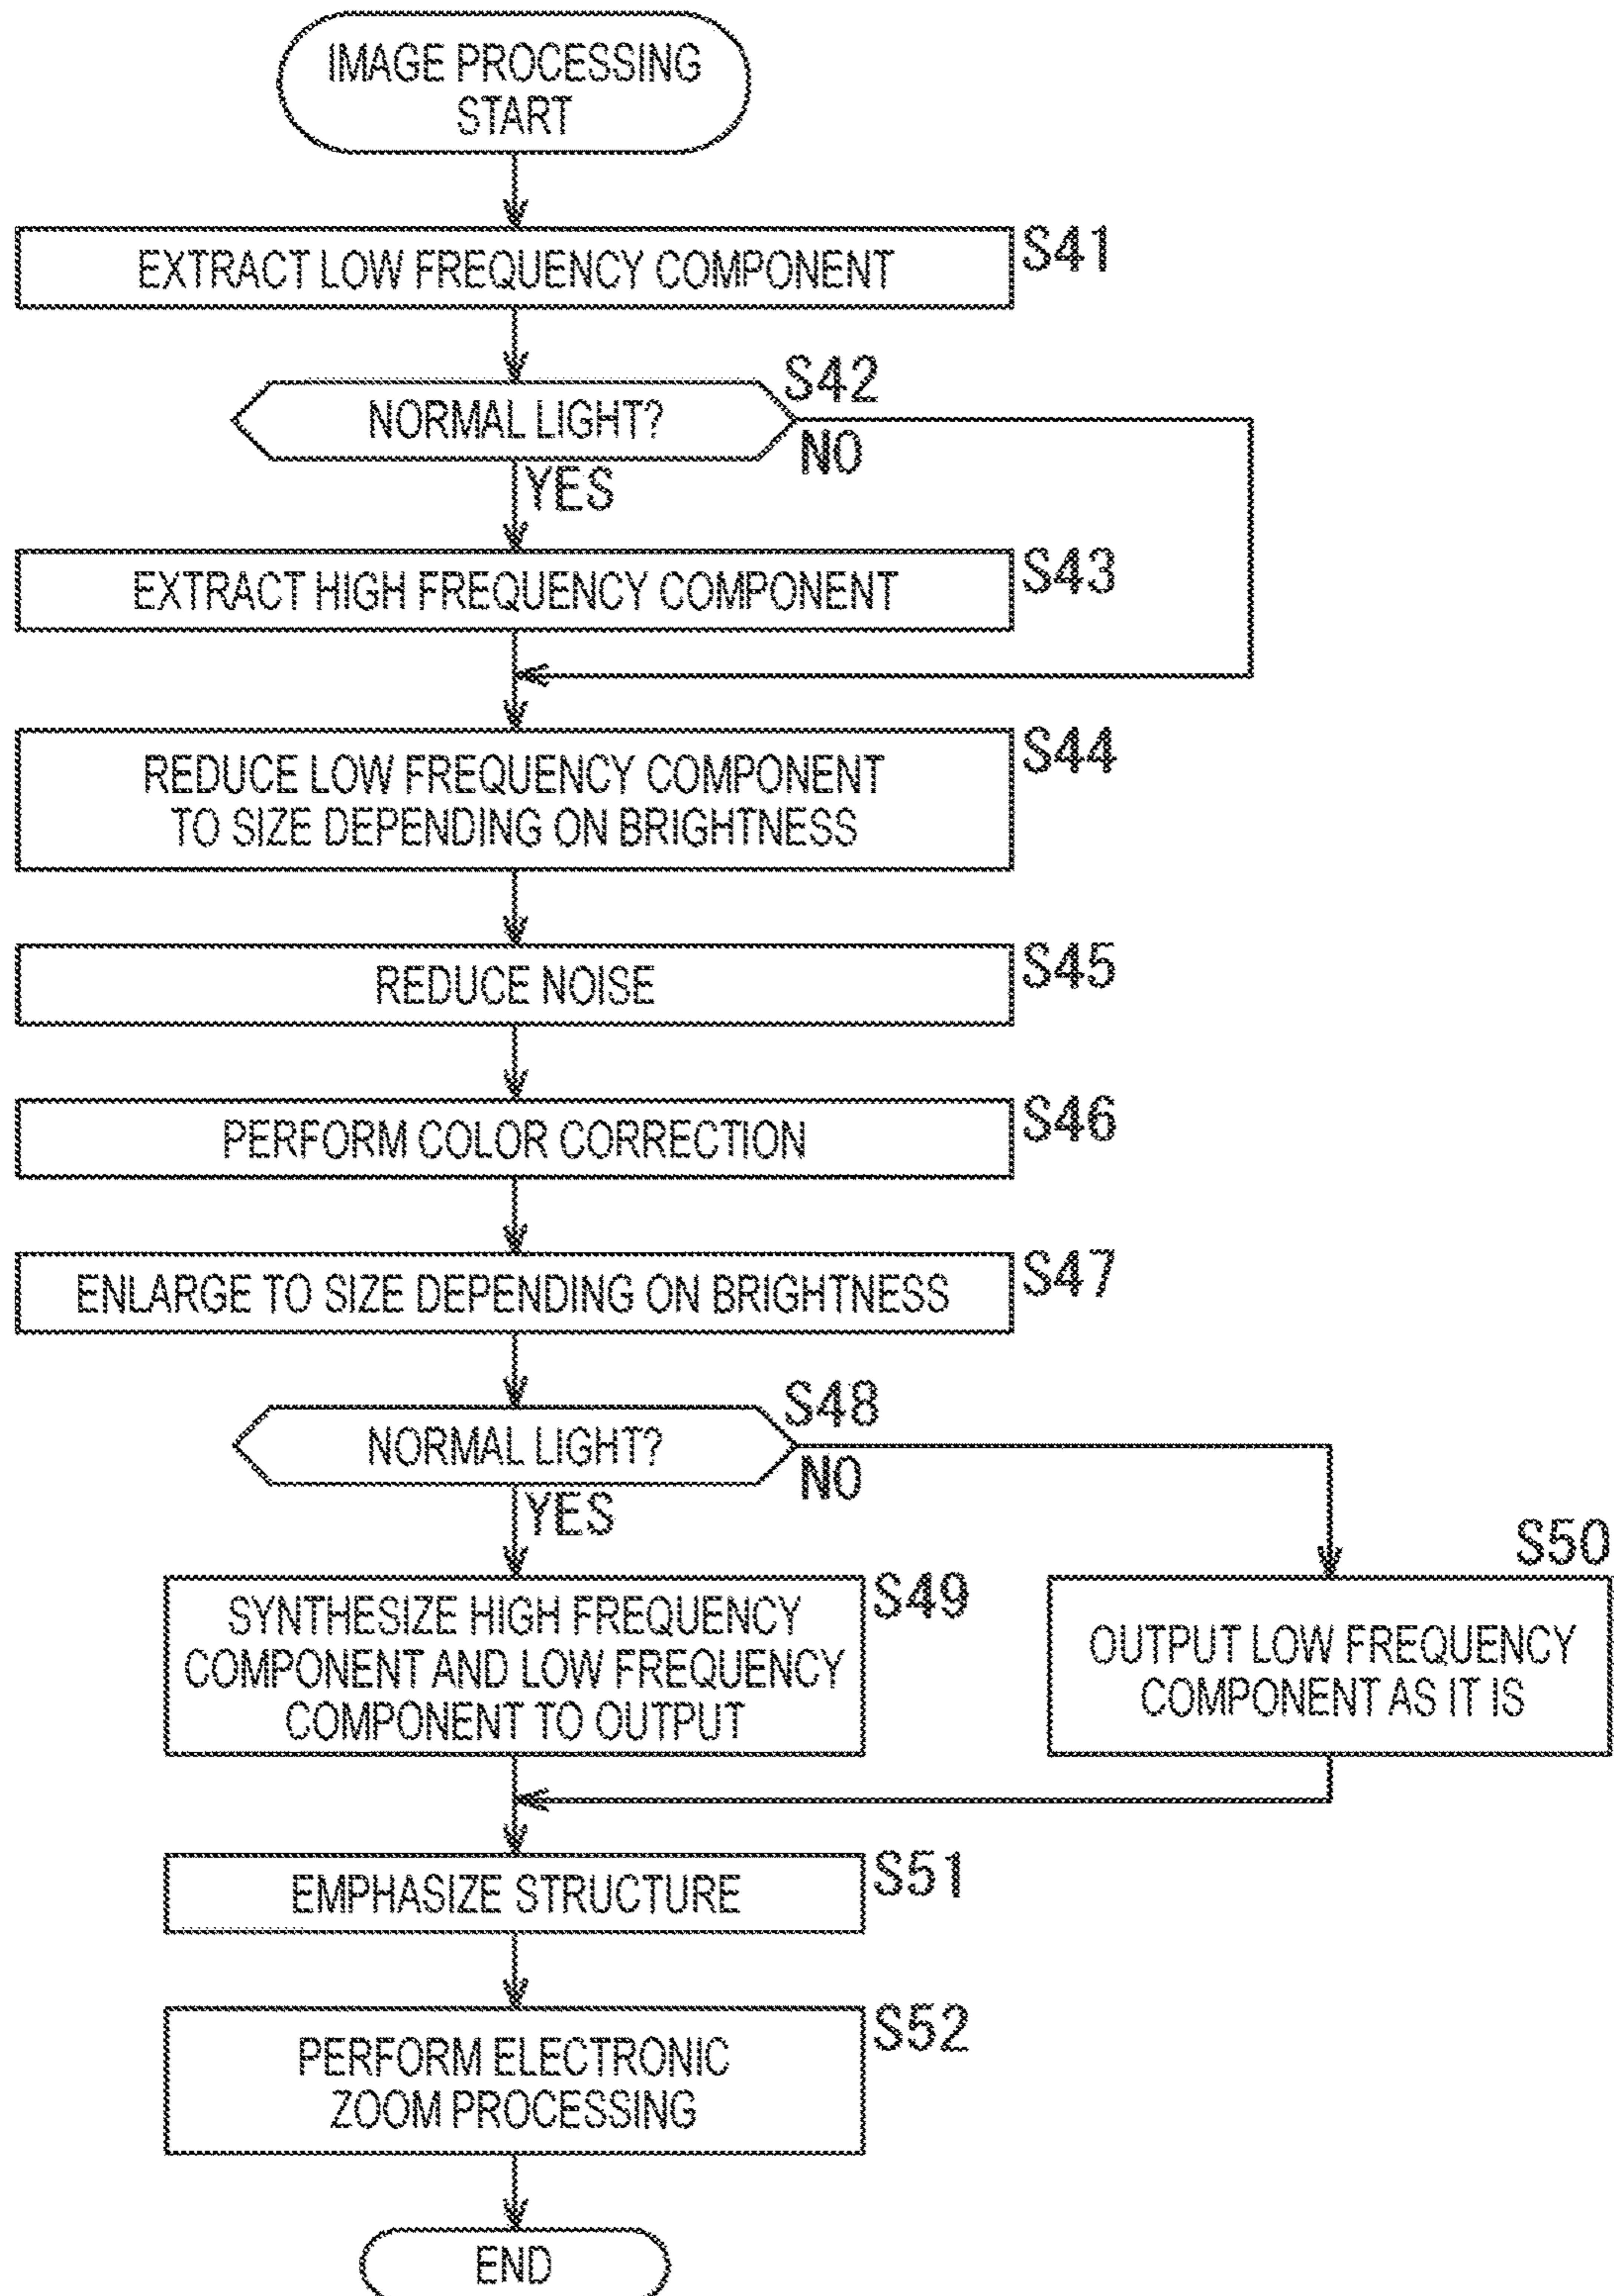 IMAGE PROCESSING
START
EXTRACT LOW FREQUENCY COMPONENT
S41
NORMAL LIGHT?
S42
NO
YES
EXTRACT HIGH FREQUENCY COMPONENT
S43
REDUCE LOW FREQUENCY COMPONENT
TO SIZE DEPENDING ON BRIGHTNESS
S44
REDUCE NOISE
S45
PERFORM COLOR CORRECTION
S46
ENLARGE TO SIZE DEPENDING ON BRIGHTNESS
S47
NORMAL LIGHT?
S48
NO
YES
SYNTHESIZE HIGH FREQUENCY
COMPONENT AND LOW FREQUENCY
COMPONENT TO OUTPUT
S49
OUTPUT LOW FREQUENCY
COMPONENT AS IT IS
S50
EMPHASIZE STRUCTURE
S51
PERFORM ELECTRONIC
ZOOM PROCESSING
S52
END